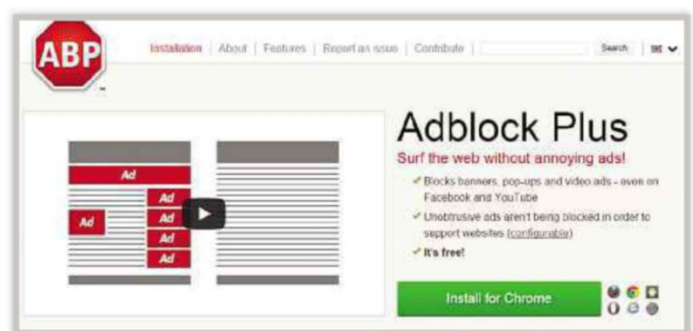 ABP
Installation | About | Features | Report an issue | Contribute | Search
™
Adblock Plus
Surf the web without annoying ads!
Blocks banners, pop-ups and video ads - even on
Facebook and YouTube
Unobtrusive ads aren't being blocked in order to
support websites (configurable)
It's free!
Install for Chrome
Ad
Ad
Ad
Ad
Ad
Ad